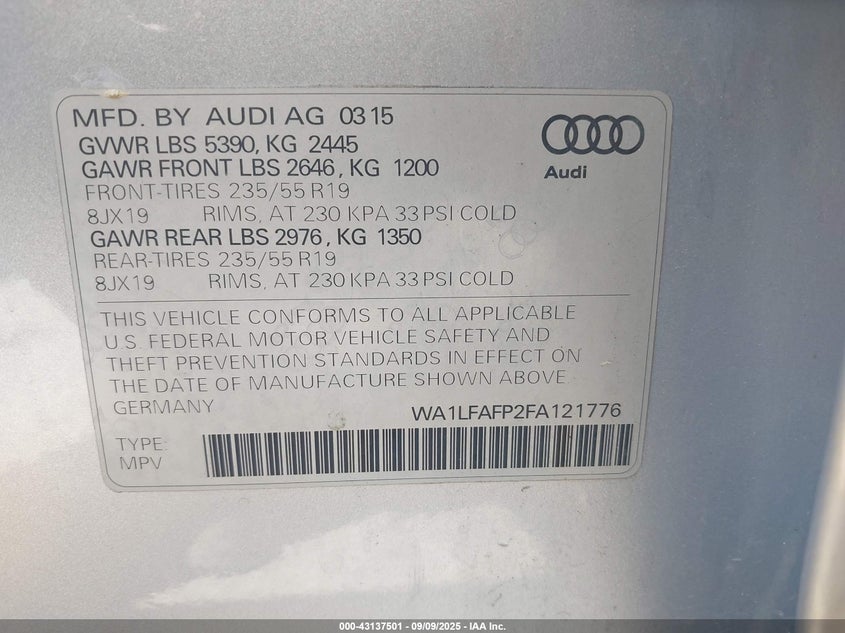 MFD. BY AUDI AG 03 15
GVWR LBS 5390, KG 2445
GAWR FRONT LBS 2646, KG 1200
FRONT-TIRES 235/55 R19
8JX19 RIMS, AT 230 KPA 33 PSI COLD
GAWR REAR LBS 2976, KG 1350
REAR-TIRES 235/55 R19
8JX19 RIMS, AT 230 KPA 33 PSI COLD
Audi
THIS VEHICLE CONFORMS TO ALL APPLICABLE
U.S. FEDERAL MOTOR VEHICLE SAFETY AND
THEFT PREVENTION STANDARDS IN EFFECT ON
THE DATE OF MANUFACTURE SHOWN ABOVE.
GERMANY WA1LFAFP2FA121776
TYPE:
MPV
000-43137501 - 09/09/2025 - IAA Inc.